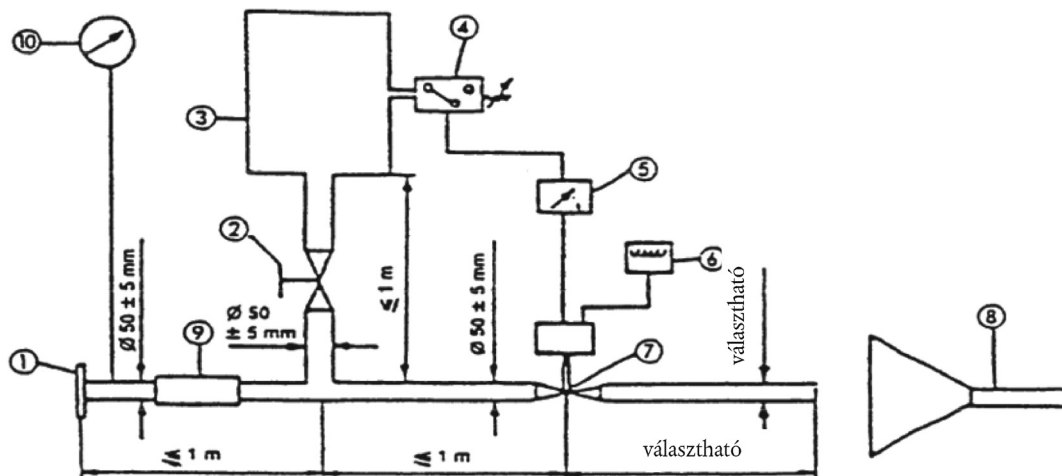 10
4
3
5
2
6
≤ 1 m
Ø 50 ± 5 mm
Ø 50 ± 5 mm
választható
Ø 50
± 5 mm
9
7
8
1
≥ 1 m
≥ 1 m
választható